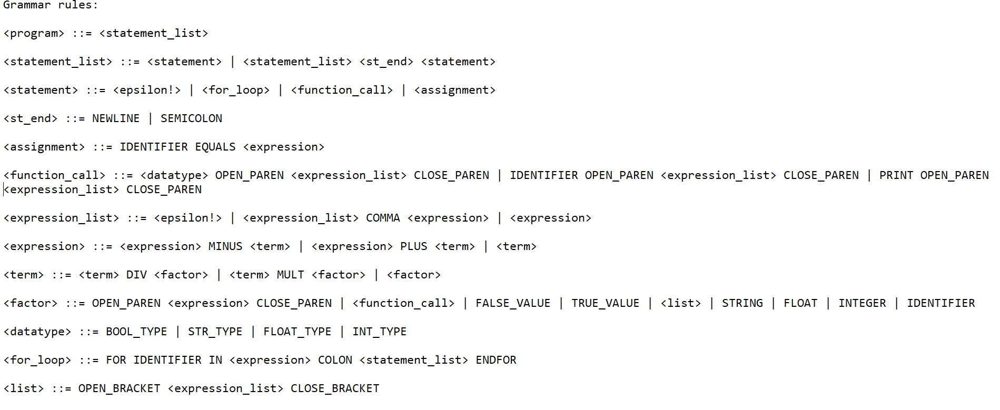 Grammar rules:
<program> ::= <statement_list>
<statement_list> ::= <statement> | <statement_list> <st_end> <statement>
<statement> ::= <epsilon!> | <for_loop> | <function_call> | <assignment>
<st_end> ::= NEWLINE | SEMICOLON
<assignment> ::= IDENTIFIER EQUALS <expression>
<function_call> ::= <datatype> OPEN_PAREN <expression_list> CLOSE_PAREN | IDENTIFIER OPEN_PAREN <expression_list> CLOSE_PAREN | PRINT OPEN_PAREN
<expression_list> CLOSE_PAREN
<expression_list> ::= <epsilon!> | <expression_list> COMMA <expression> | <expression>
<expression> ::= <expression> MINUS <term> | <expression> PLUS <term> | <term>
<term> ::= <term> DIV <factor> | <term> MULT <factor> | <factor>
<factor> ::= OPEN_PAREN <expression> CLOSE_PAREN | <function_call> | FALSE_VALUE | TRUE_VALUE | <list> | STRING | FLOAT | INTEGER | IDENTIFIER
<datatype> ::= BOOL_TYPE | STR_TYPE | FLOAT_TYPE | INT_TYPE
<for_loop> ::= FOR IDENTIFIER IN <expression> COLON <statement_list> ENDFOR
<list> ::= OPEN_BRACKET <expression_list> CLOSE_BRACKET